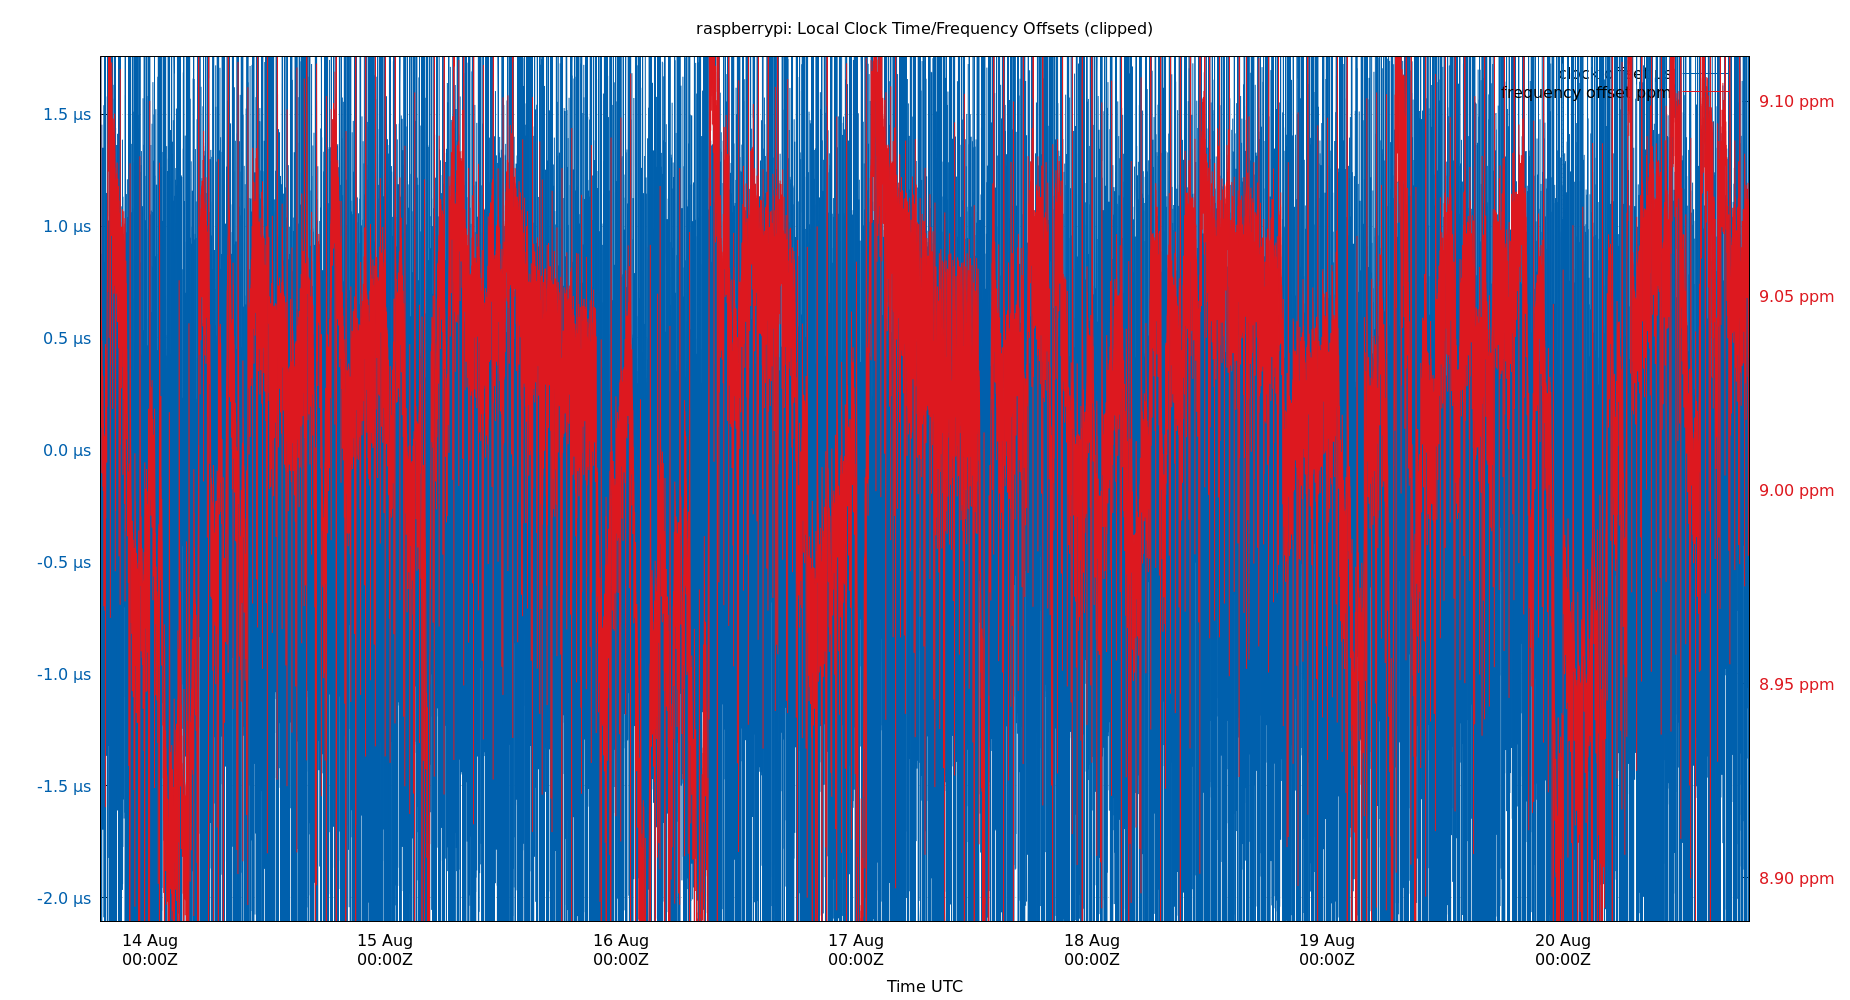 raspberrypi: Local Clock Time/Frequency Offsets (clipped)
clock offset µs
frequency offset ppm
1.5 µs
1.0 µs
0.5 µs
0.0 µs
-0.5 µs
-1.0 µs
-1.5 µs
-2.0 µs
9.10 ppm
9.05 ppm
9.00 ppm
8.95 ppm
8.90 ppm
14 Aug
00:00Z
15 Aug
00:00Z
16 Aug
00:00Z
17 Aug
00:00Z
18 Aug
00:00Z
19 Aug
00:00Z
20 Aug
00:00Z
Time UTC